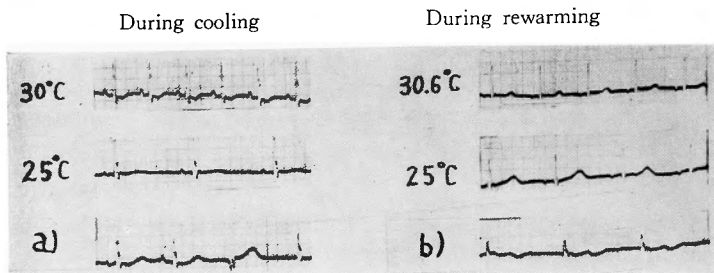 During cooling
During rewarming
30°C
30.6°C
25°C
25°C
a)
b)